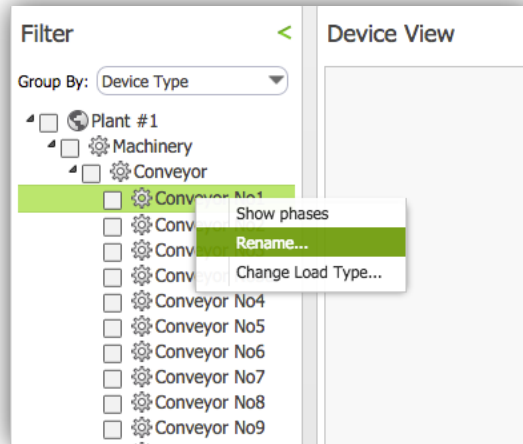 Filter <
Device View
Group By: Device Type
Plant #1
Machinery
Conveyor
Conveyor No1
Show phases
Rename...
Change Load Type...
Conveyor No4
Conveyor No5
Conveyor No6
Conveyor No7
Conveyor No8
Conveyor No9